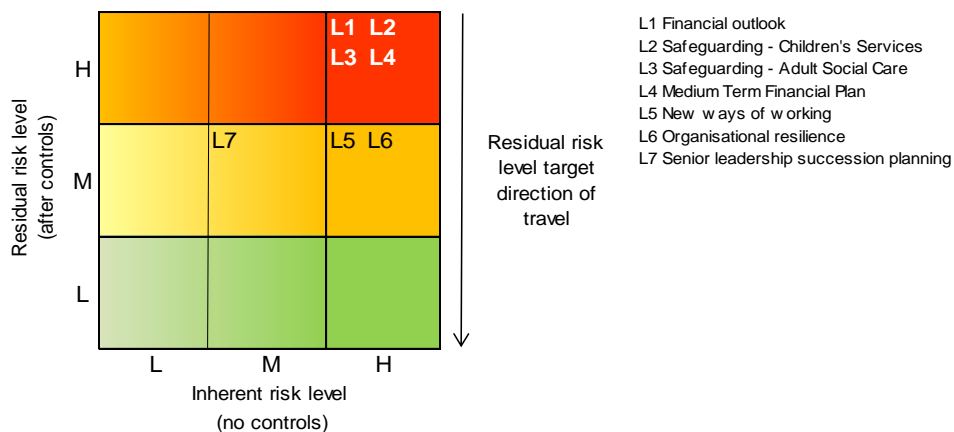 L1 L2
L3 L4
H
L7
L5 L6
M
L
L
M
H
Residual risk level
(after controls)
Inherent risk level
(no controls)
Residual risk
level target
direction of
travel
L1 Financial outlook
L2 Safeguarding - Children's Services
L3 Safeguarding - Adult Social Care
L4 Medium Term Financial Plan
L5 New ways of working
L6 Organisational resilience
L7 Senior leadership succession planning